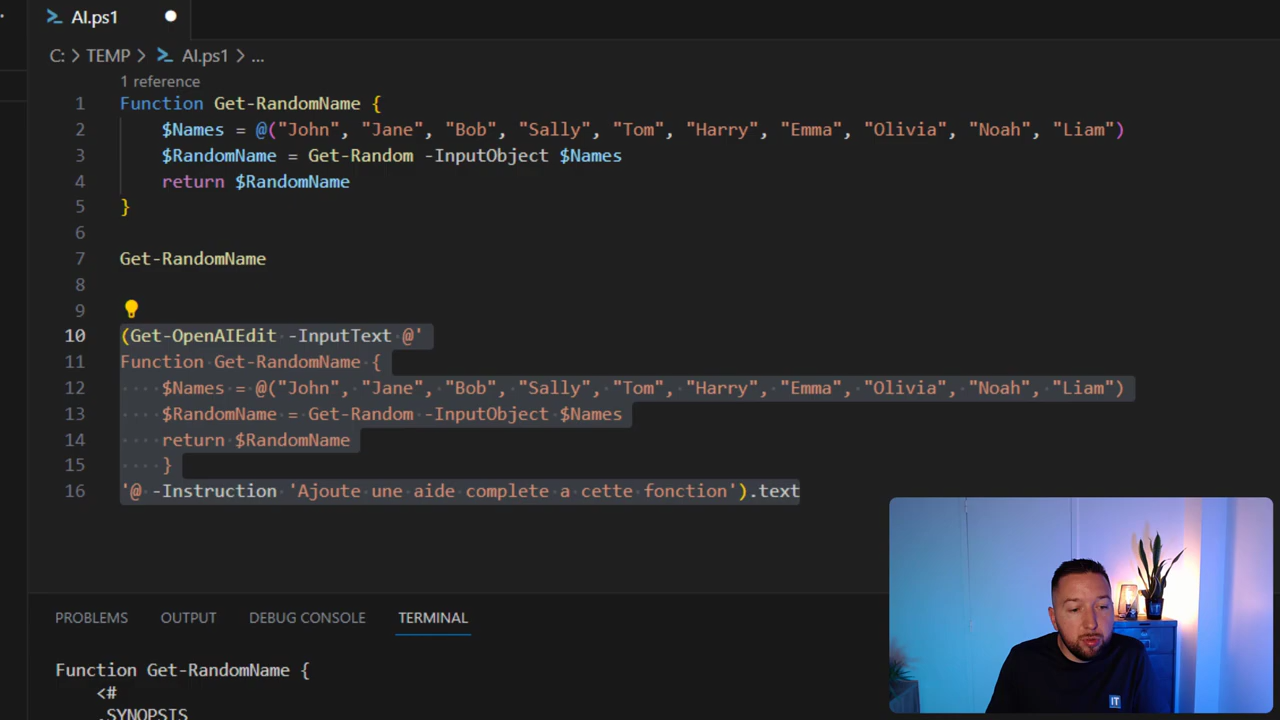 AI.ps1
C: > TEMP > AI.ps1 > ...
1 reference
1 Function Get-RandomName {
2 $Names = @("John", "Jane", "Bob", "Sally", "Tom", "Harry", "Emma", "Olivia", "Noah", "Liam")
3 $RandomName = Get-Random -InputObject $Names
4 return $RandomName
5 }
6
7 Get-RandomName
8
9
10 (Get-OpenAIEdit -InputText @'
11 Function Get-RandomName {
12 $Names = @("John", "Jane", "Bob", "Sally", "Tom", "Harry", "Emma", "Olivia", "Noah", "Liam")
13 $RandomName = Get-Random -InputObject $Names
14 return $RandomName
15 }
16 '@ -Instruction 'Ajoute une aide complete a cette fonction').text
PROBLEMS OUTPUT DEBUG CONSOLE TERMINAL
Function Get-RandomName {
<#
.SYNOPSIS
IT